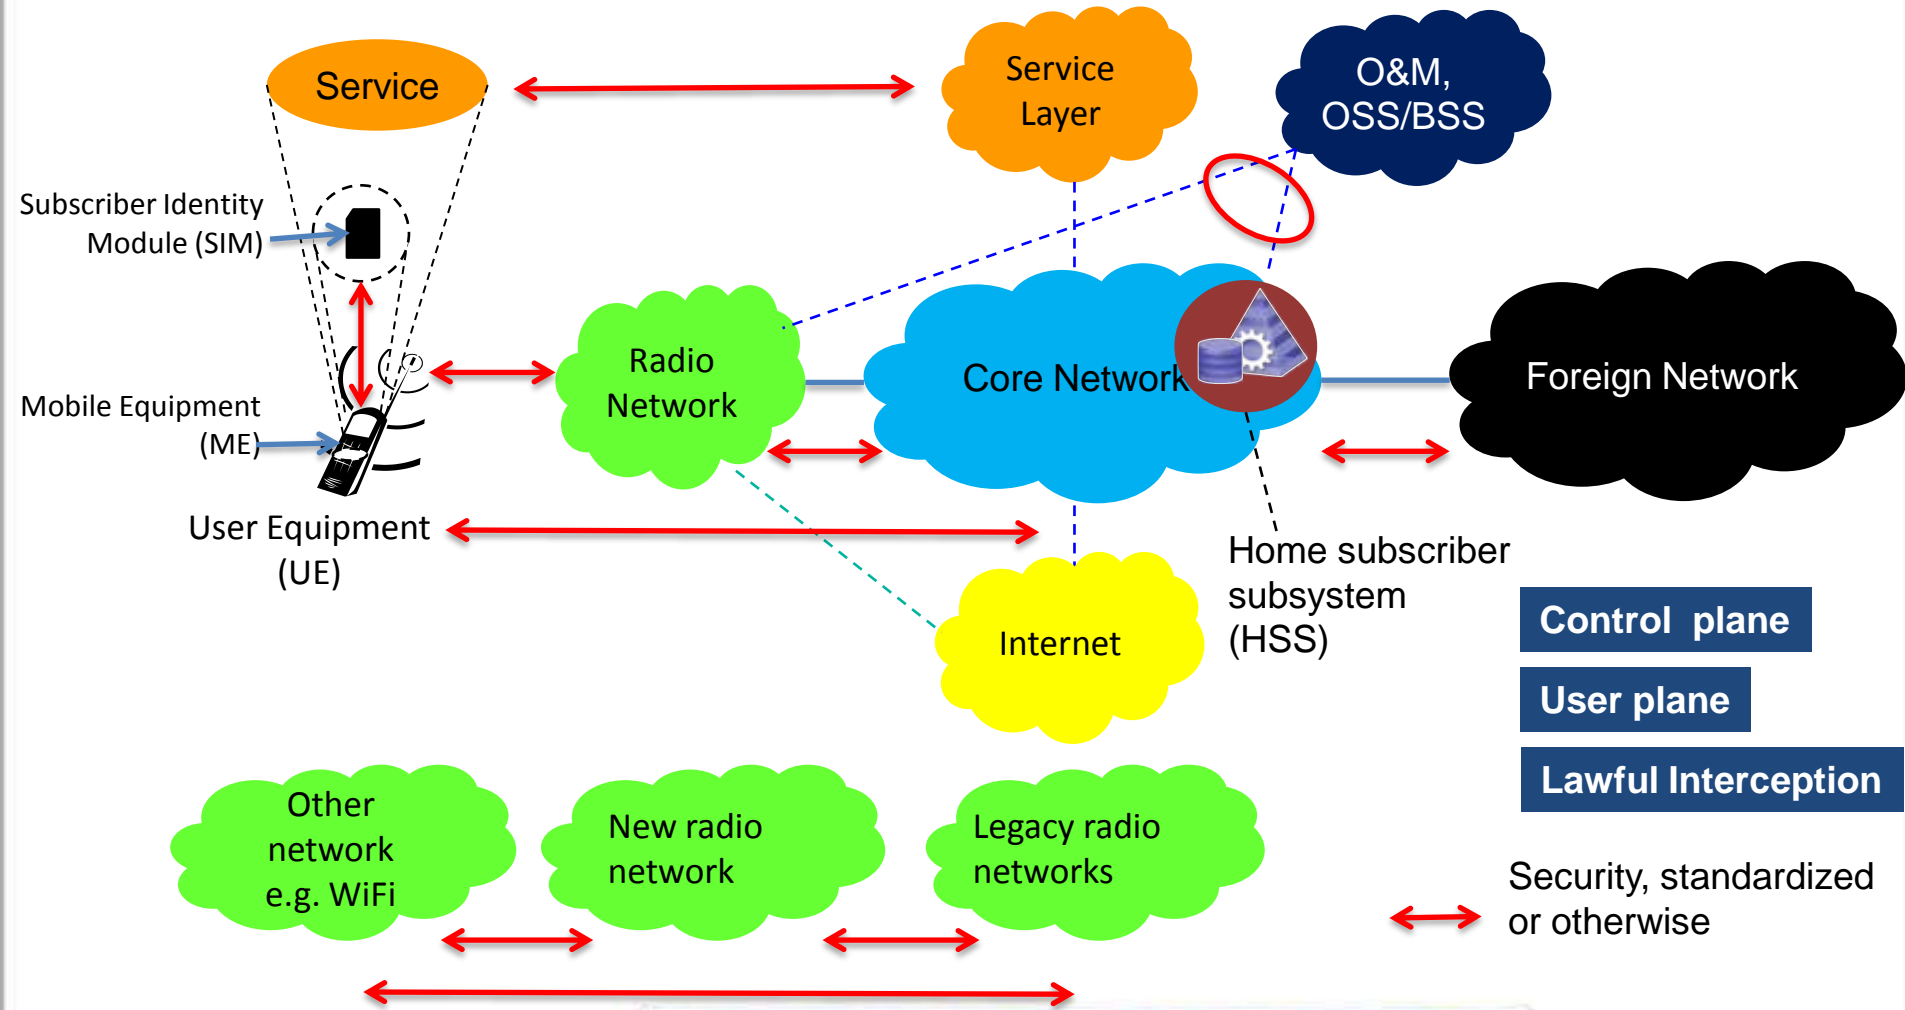 Service
Service
Layer
O&M,
OSS/BSS
Subscriber Identity
Module (SIM)
Radio
Network
Core Network
Foreign Network
Mobile Equipment
(ME)
User Equipment
(UE)
Home subscriber
subsystem
(HSS)
Internet
Control plane
User plane
Lawful Interception
Other
network
e.g. WiFi
New radio
network
Legacy radio
networks
Security, standardized
or otherwise